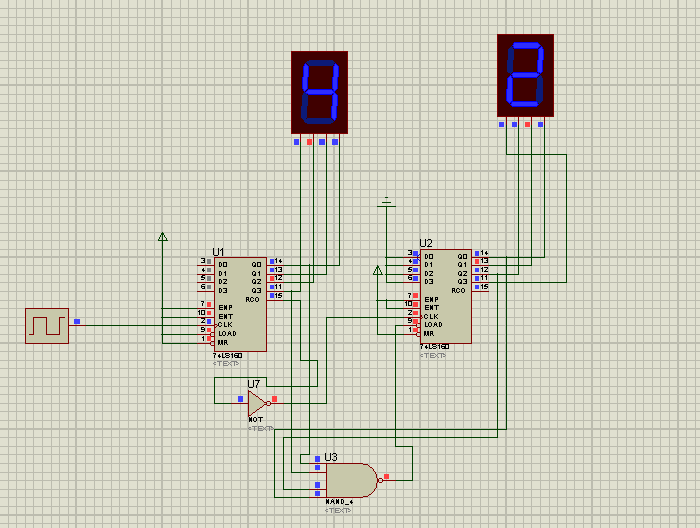 4
2
U1
3 D0 Q0 14
4 D1 Q1 13
5 D2 Q2 12
6 D3 Q3 11
RCO 15
7 ENP
10 ENT
2 CLK
9 LOAD
1 MR
74LS160
<TEXT>
U2
3 D0 Q0 14
4 D1 Q1 13
5 D2 Q2 12
6 D3 Q3 11
RCO 15
7 ENP
10 ENT
2 CLK
9 LOAD
1 MR
74LS160
<TEXT>
U7
NOT
<TEXT>
U3
NAND_4
<TEXT>